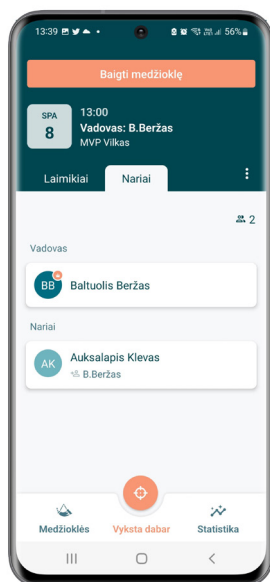 13:39
56%
Baigti medžioklę
SPA
8
13:00
Vadovas: B.Beržas
MVP Vilkas
Laimikiai
Nariai
2
Vadovas
BB
Baltuolis Beržas
Nariai
AK
Auksalapis Klevas
B.Beržas
Medžioklės
Vyksta dabar
Statistika